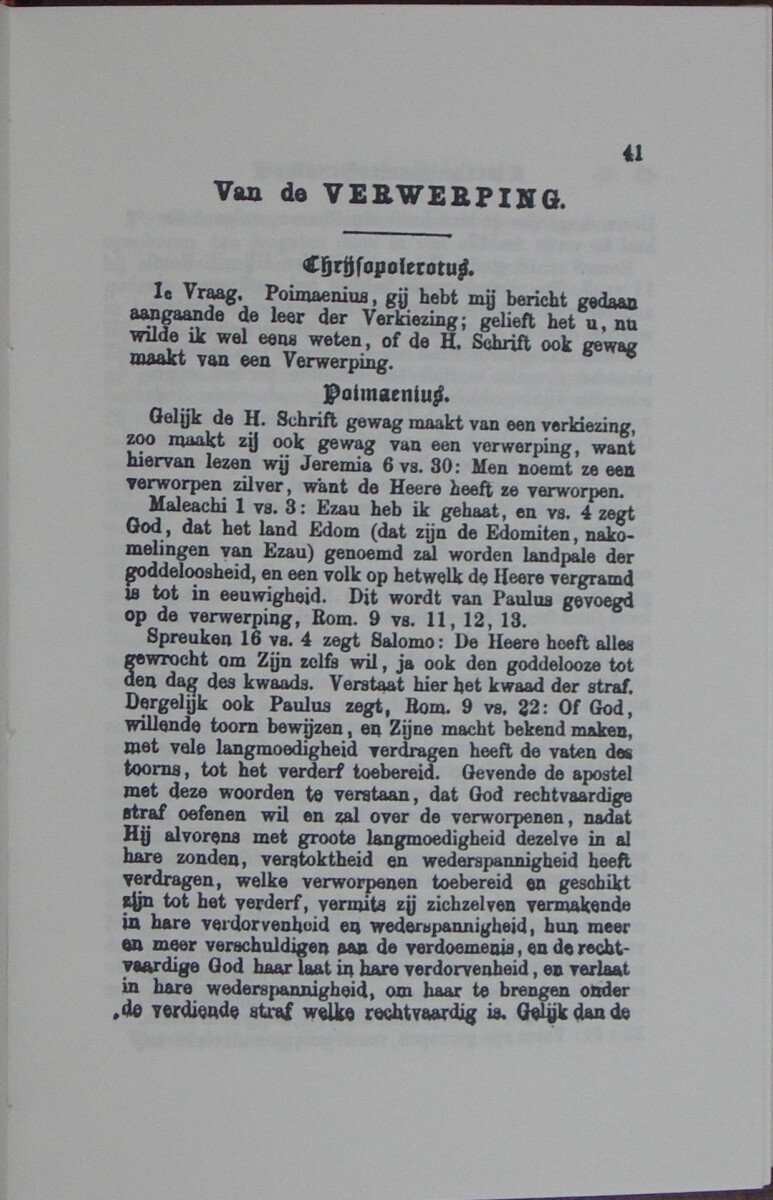 41
Van de VERWERPING.
Chrijsopolerotus.
1e Vraag. Poimaenius, gij hebt mij bericht gedaan
aangaande de leer der Verkiezing; gelieft het u, nu
wilde ik wel eens weten, of de H. Schrift ook gewag
maakt van een Verwerping.
Poimaenius.
Gelijk de H. Schrift gewag maakt van een verkiezing,
zoo maakt zij ook gewag van een verwerping, want
hiervan lezen wij Jeremia 6 vs. 30: Men noemt ze een
verworpen zilver, want de Heere heeft ze verworpen.
Maleachi 1 vs. 3: Ezau heb ik gehaat, en vs. 4 zegt
God, dat het land Edom (dat zijn de Edomiten, nako-
melingen van Ezau) genoemd zal worden landpale der
goddeloosheid, en een volk op hetwelk de Heere vergramd
is tot in eeuwigheid. Dit wordt van Paulus gevoegd
op de verwerping, Rom. 9 vs. 11, 12, 13.
Spreuken 16 vs. 4 zegt Salomo: De Heere heeft alles
gewrocht om Zijn zelfs wil, ja ook den goddelooze tot
den dag des kwaads. Verstaat hier het kwaad der straf.
Dergelijk ook Paulus zegt, Rom. 9 vs. 22: Of God,
willende toorn bewijzen, en Zijne macht bekend maken,
met vele langmoedigheid verdragen heeft de vaten des
toorns, tot het verderf toebereid. Gevende de apostel
met deze woorden te verstaan, dat God rechtvaardige
straf oefenen wil en zal over de verworpenen, nadat
Hij alvorens met groote langmoedigheid dezelve in al
hare zonden, verstoktheid en wederspannigheid heeft
verdragen, welke verworpenen toebereid en geschikt
zijn tot het verderf, vermits zij zichzelven vermakende
in hare verdorvenheid en wederspannigheid, hun meer
en meer verschuldigen aan de verdoemenis, en de recht-
vaardige God haar laat in hare verdorvenheid, en verlaat
in hare wederspannigheid, om haar te brengen onder
de verdiende straf welke rechtvaardig is. Gelijk dan de